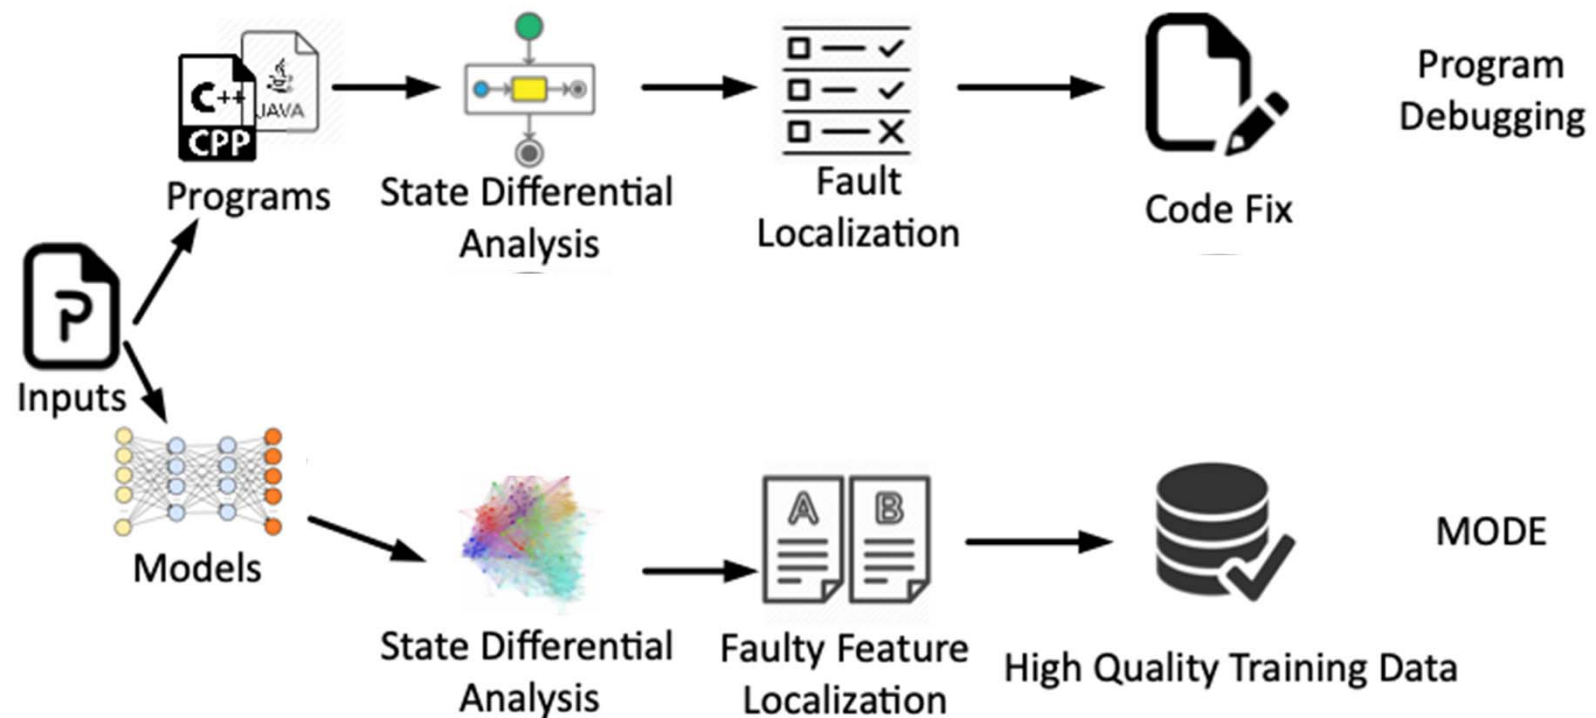 C++
CPP
JAVA
Programs
State Differential
Analysis
Fault
Localization
Code Fix
Program
Debugging
P
Inputs
Models
State Differential
Analysis
A
B
Faulty Feature
Localization
High Quality Training Data
MODE